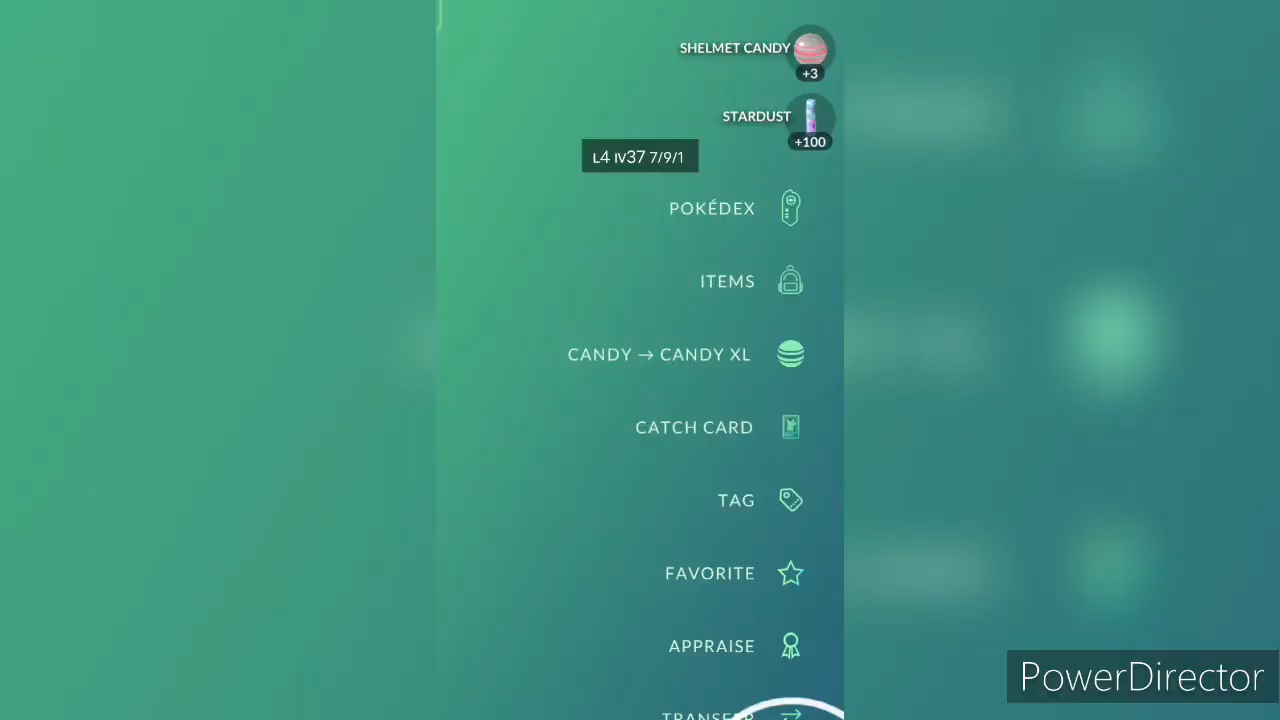 SHELMET CANDY
+3
STARDUST
+100
L4 IV37 7/9/1
POKÉDEX
ITEMS
CANDY → CANDY XL
CATCH CARD
TAG
FAVORITE
APPRAISE
TRANSFER
PowerDirector